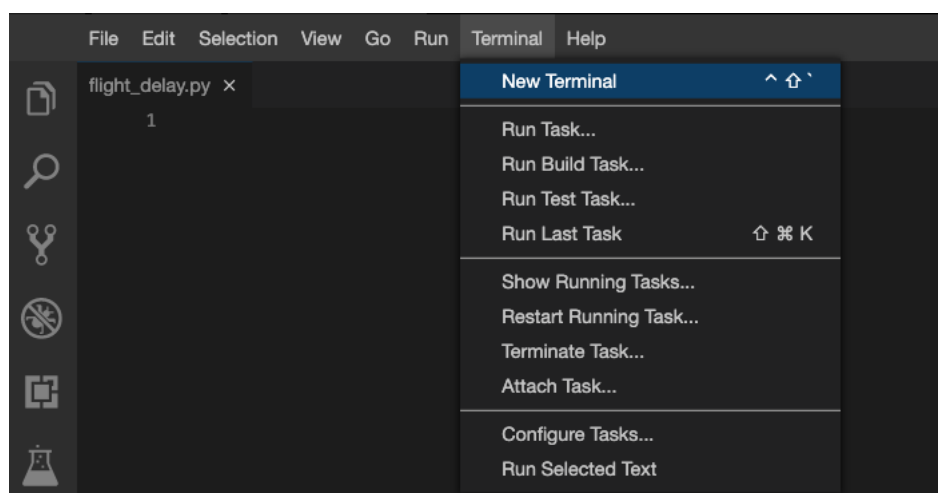 File Edit Selection View Go Run Terminal Help
flight_delay.py ×
1
New Terminal ^ ⇧ `
Run Task...
Run Build Task...
Run Test Task...
Run Last Task ⇧ ⌘ K
Show Running Tasks...
Restart Running Task...
Terminate Task...
Attach Task...
Configure Tasks...
Run Selected Text